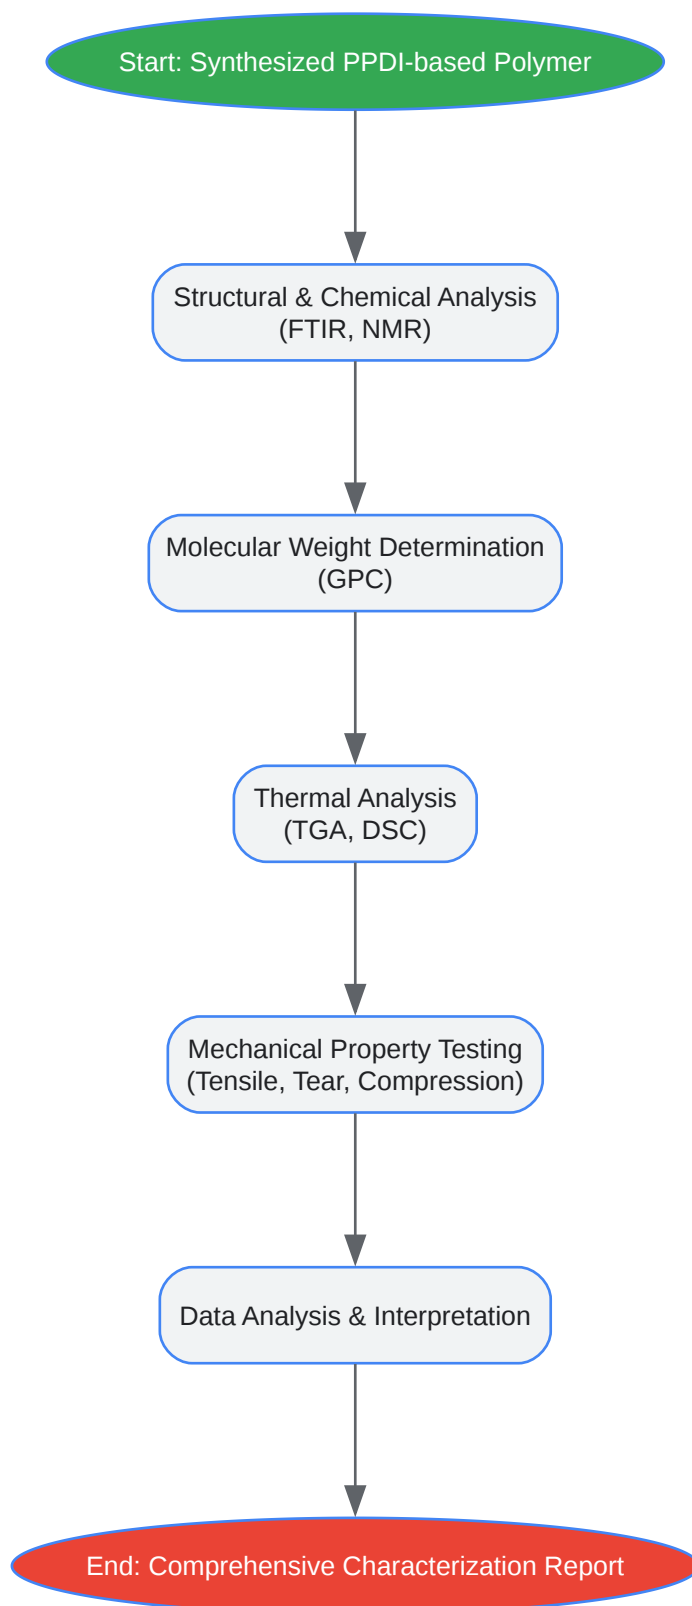 Start: Synthesized PPDI-based Polymer
Structural & Chemical Analysis
(FTIR, NMR)
Molecular Weight Determination
(GPC)
Thermal Analysis
(TGA, DSC)
Mechanical Property Testing
(Tensile, Tear, Compression)
Data Analysis & Interpretation
End: Comprehensive Characterization Report